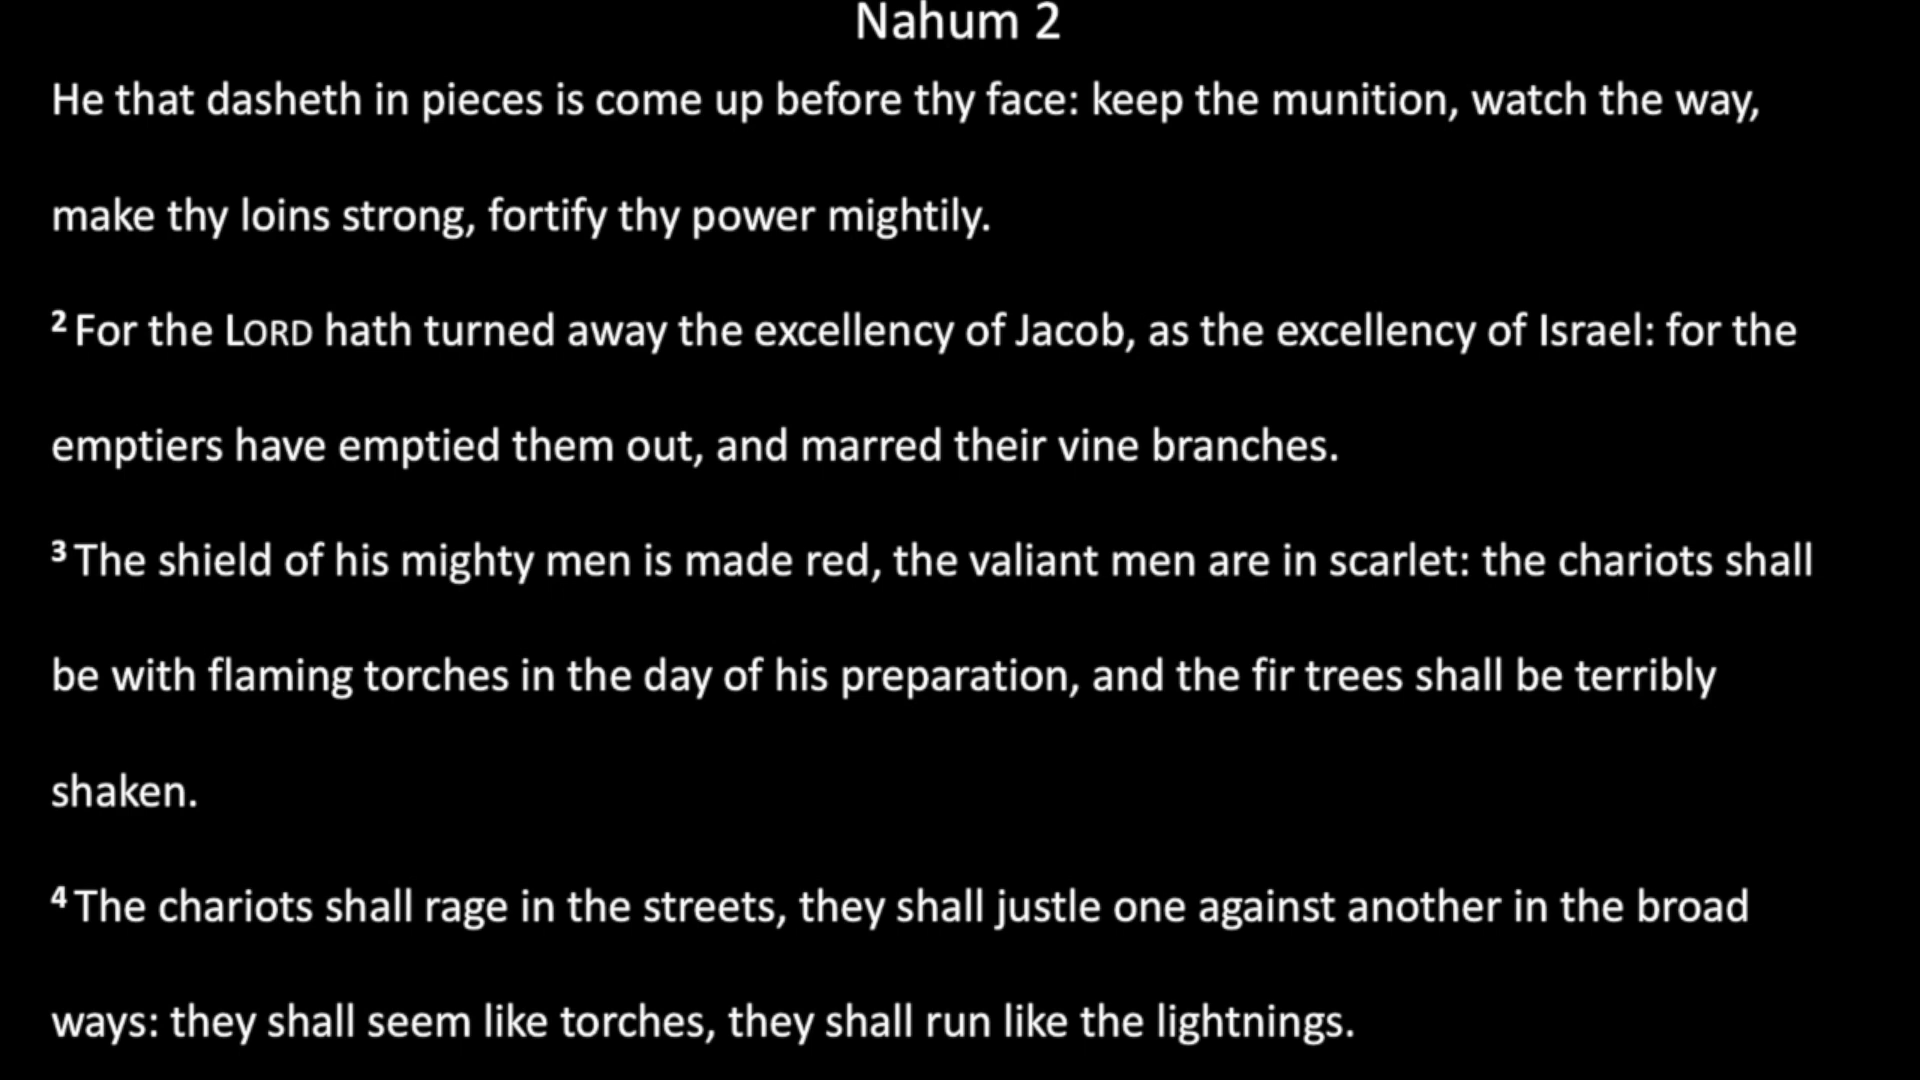 Nahum 2
He that dasheth in pieces is come up before thy face: keep the munition, watch the way,
make thy loins strong, fortify thy power mightily.
2 For the LORD hath turned away the excellency of Jacob, as the excellency of Israel: for the
emptiers have emptied them out, and marred their vine branches.
3 The shield of his mighty men is made red, the valiant men are in scarlet: the chariots shall
be with flaming torches in the day of his preparation, and the fir trees shall be terribly
shaken.
4 The chariots shall rage in the streets, they shall justle one against another in the broad
ways: they shall seem like torches, they shall run like the lightnings.